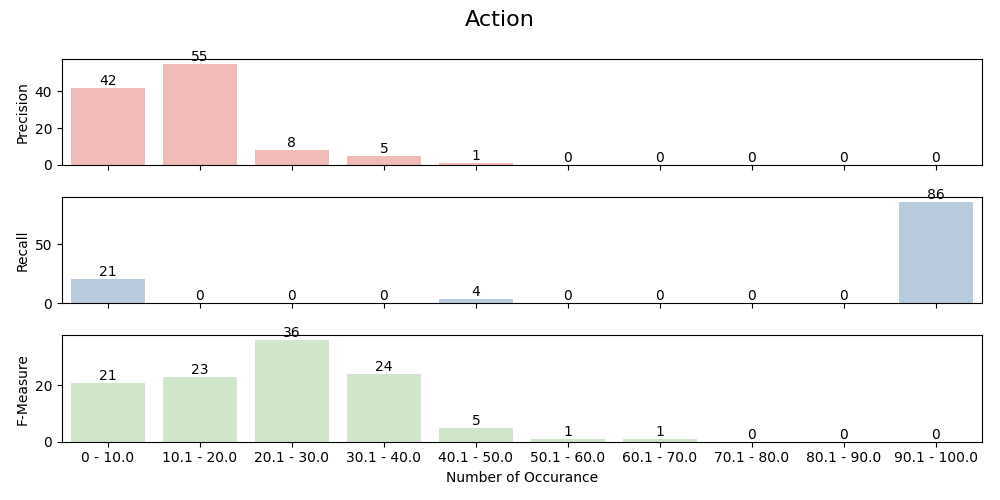 Action
Precision
40
20
0
42 55 8 5 1 0 0 0 0 0
Recall
50
0
21 0 0 0 4 0 0 0 0 86
F-Measure
20
0
21 23 36 24 5 1 1 0 0 0
0 - 10.0 10.1 - 20.0 20.1 - 30.0 30.1 - 40.0 40.1 - 50.0 50.1 - 60.0 60.1 - 70.0 70.1 - 80.0 80.1 - 90.0 90.1 - 100.0
Number of Occurance